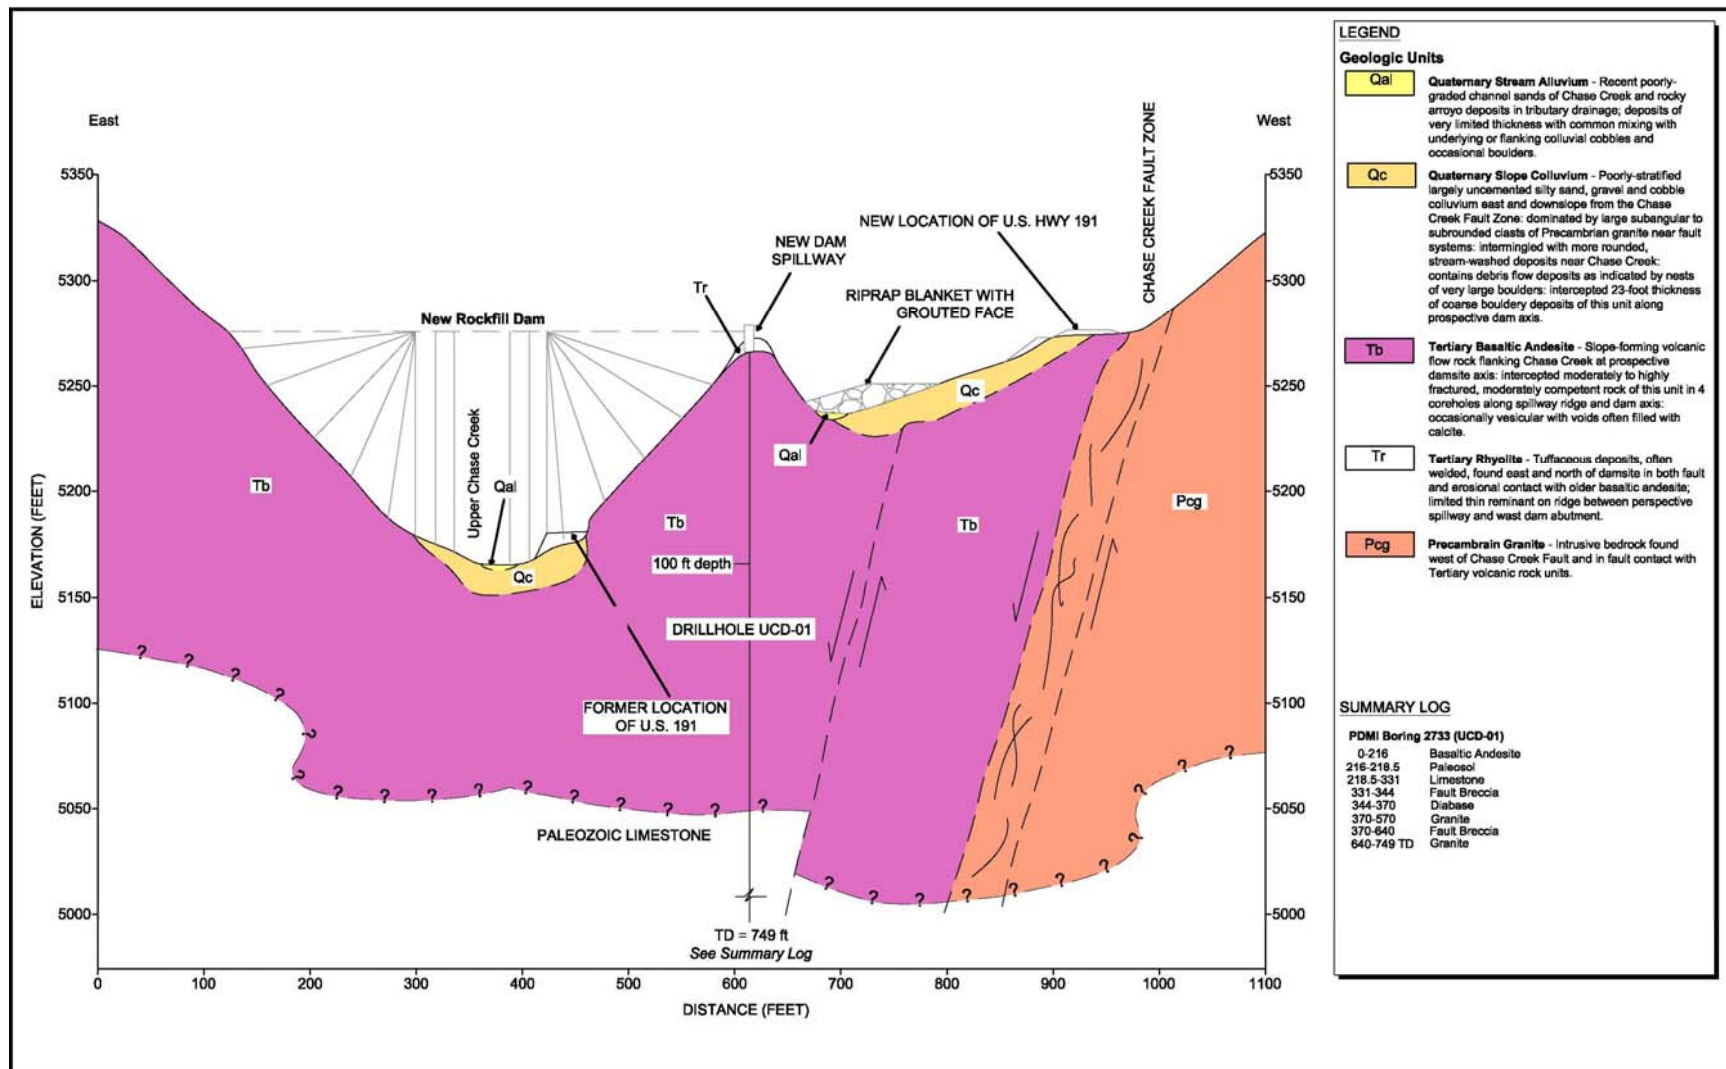 East
West
CHASE CREEK FAULT ZONE
5350
5300
5250
5200
5150
5100
5050
5000
ELEVATION (FEET)
5350
5300
5250
5200
5150
5100
5050
5000
ELEVATION (FEET)
NEW LOCATION OF U.S. HWY 191
NEW DAM
SPILLWAY
Tr
RIPRAP BLANKET WITH
GROUTED FACE
New Rockfill Dam
Upper Chase Creek
Qal
Qc
Qal
Qc
Tb
Tb
Tb
Pcg
100 ft depth
DRILLHOLE UCD-01
FORMER LOCATION
OF U.S. 191
? ? ? ? ? ? ? ? ? ? ? ? ? ? ? ?
? ? ? ? ? ? ? ? ? ? ?
PALEOZOIC LIMESTONE
TD = 749 ft
See Summary Log
0 100 200 300 400 500 600 700 800 900 1000 1100
DISTANCE (FEET)
LEGEND
Geologic Units
Qal
Quaternary Stream Alluvium - Recent poorly-
graded channel sands of Chase Creek and rocky
arroyo deposits in tributary drainage; deposits of
very limited thickness with common mixing with
underlying or flanking colluvial cobbles and
occasional boulders.
Qc
Quaternary Slope Colluvium - Poorly-stratified
largely uncemented silty sand, gravel and cobble
colluvium east and downslope from the Chase
Creek Fault Zone: dominated by large subangular to
subrounded clasts of Precambrian granite near fault
systems: intermingled with more rounded,
stream-washed deposits near Chase Creek:
contains debris flow deposits as indicated by nests
of very large boulders: intercepted 23-foot thickness
of coarse bouldery deposits of this unit along
prospective dam axis.
Tb
Tertiary Basaltic Andesite - Slope-forming volcanic
flow rock flanking Chase Creek at prospective
damsite axis: intercepted moderately to highly
fractured, moderately competent rock of this unit in 4
coreholes along spillway ridge and dam axis:
occasionally vesicular with voids often filled with
calcite.
Tr
Tertiary Rhyolite - Tuffaceous deposits, often
welded, found east and north of damsite in both fault
and erosional contact with older basaltic andesite;
limited thin reminant on ridge between perspective
spillway and wast dam abutment.
Pcg
Precambrain Granite - Intrusive bedrock found
west of Chase Creek Fault and in fault contact with
Tertiary volcanic rock units.
SUMMARY LOG
PDMI Boring 2733 (UCD-01)
0-216 Basaltic Andesite
216-218.5 Paleosol
218.5-331 Limestone
331-344 Fault Breccia
344-370 Diabase
370-570 Granite
370-640 Fault Breccia
640-749 TD Granite